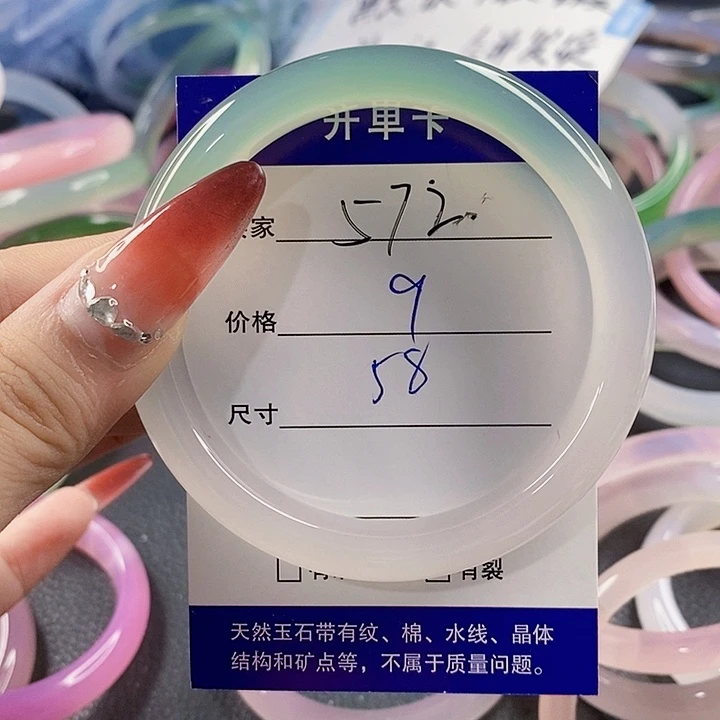 开单卡
家 572.
价格 9
尺寸 58
有裂
天然玉石带有纹、棉、水线、晶体
结构和矿点等，不属于质量问题。